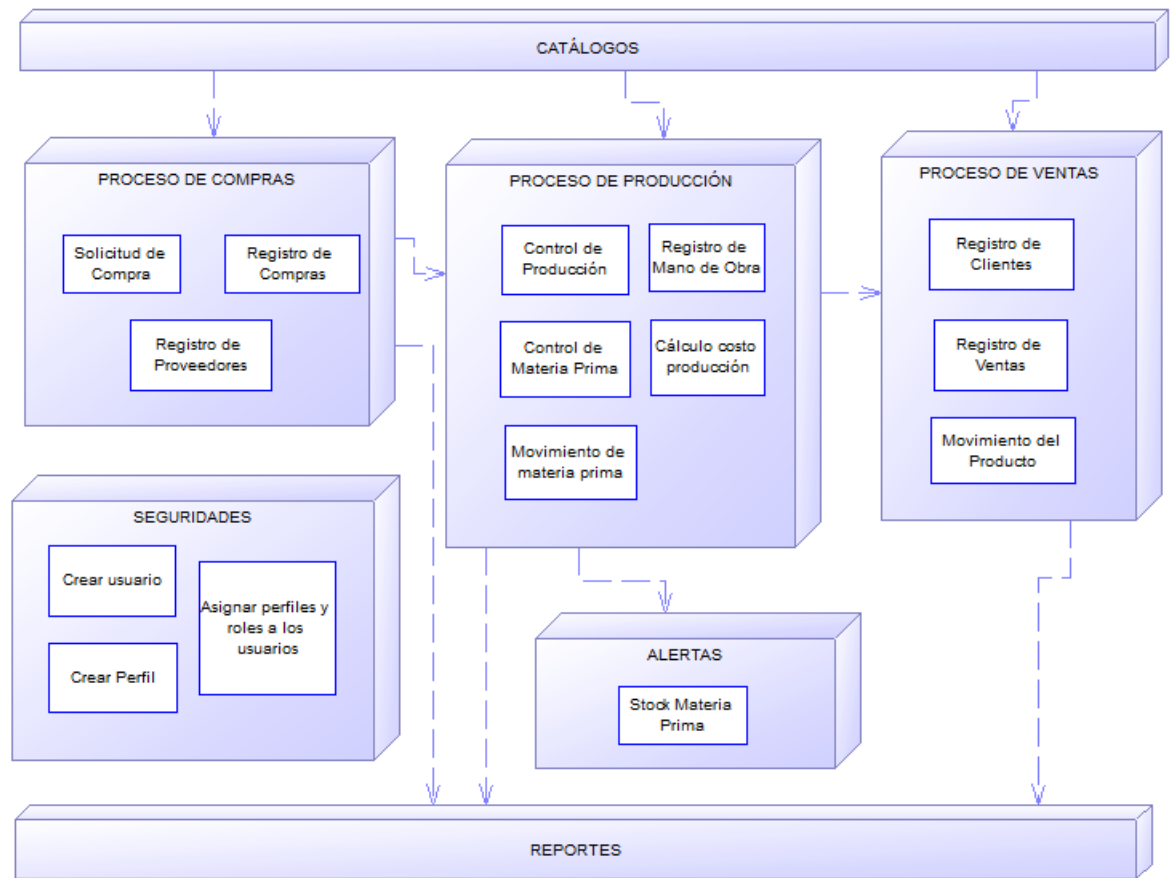 CATÁLOGOS
PROCESO DE COMPRAS
Solicitud de
Compra
Registro de
Compras
Registro de
Proveedores
PROCESO DE PRODUCCIÓN
Control de
Producción
Registro de
Mano de Obra
Control de
Materia Prima
Cálculo costo
producción
Movimiento de
materia prima
PROCESO DE VENTAS
Registro de
Clientes
Registro de
Ventas
Movimiento del
Producto
SEGURIDADES
Crear usuario
Asignar perfiles y
roles a los
usuarios
Crear Perfil
ALERTAS
Stock Materia
Prima
REPORTES